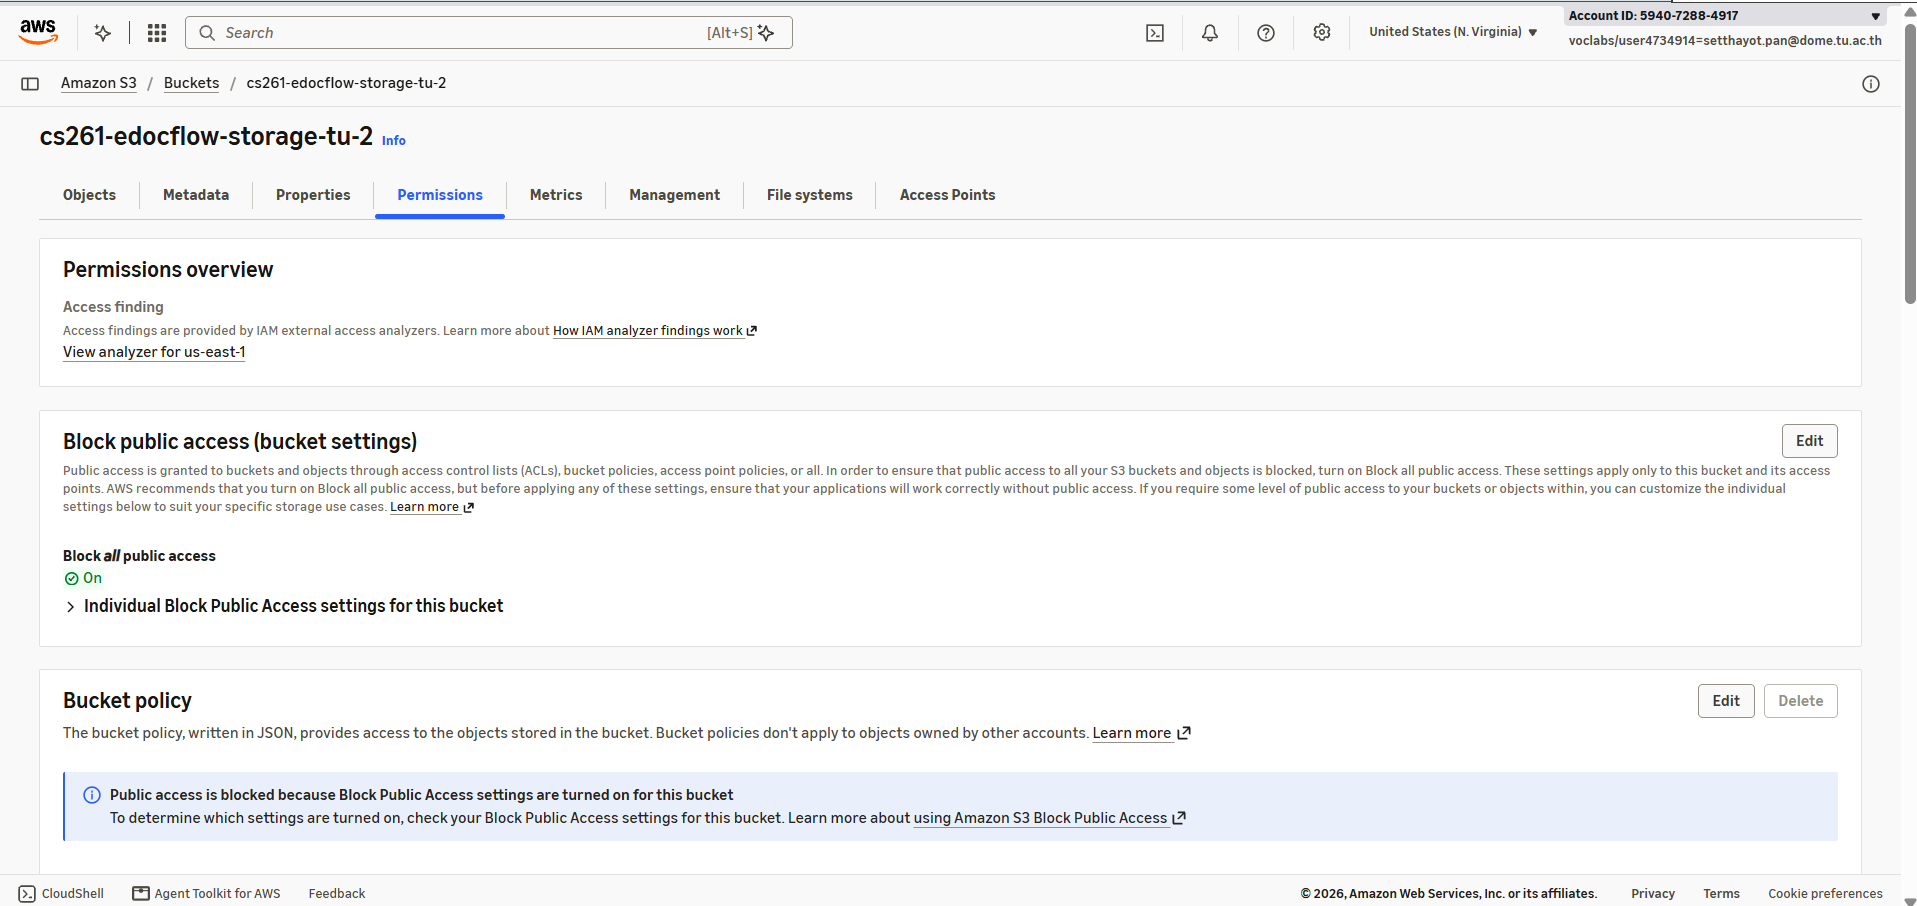 aws
Search [Alt+S]
United States (N. Virginia)
Account ID: 5940-7288-4917
voclabs/user4734914=setthayot.pan@dome.tu.ac.th
Amazon S3 / Buckets / cs261-edocflow-storage-tu-2
cs261-edocflow-storage-tu-2 Info
Objects Metadata Properties Permissions Metrics Management File systems Access Points
Permissions overview
Access finding
Access findings are provided by IAM external access analyzers. Learn more about How IAM analyzer findings work
View analyzer for us-east-1
Block public access (bucket settings) Edit
Public access is granted to buckets and objects through access control lists (ACLs), bucket policies, access point policies, or all. In order to ensure that public access to all your S3 buckets and objects is blocked, turn on Block all public access. These settings apply only to this bucket and its access
points. AWS recommends that you turn on Block all public access, but before applying any of these settings, ensure that your applications will work correctly without public access. If you require some level of public access to your buckets or objects within, you can customize the individual
settings below to suit your specific storage use cases. Learn more
Block all public access
On
Individual Block Public Access settings for this bucket
Bucket policy Edit Delete
The bucket policy, written in JSON, provides access to the objects stored in the bucket. Bucket policies don't apply to objects owned by other accounts. Learn more
Public access is blocked because Block Public Access settings are turned on for this bucket
To determine which settings are turned on, check your Block Public Access settings for this bucket. Learn more about using Amazon S3 Block Public Access
CloudShell Agent Toolkit for AWS Feedback © 2026, Amazon Web Services, Inc. or its affiliates. Privacy Terms Cookie preferences